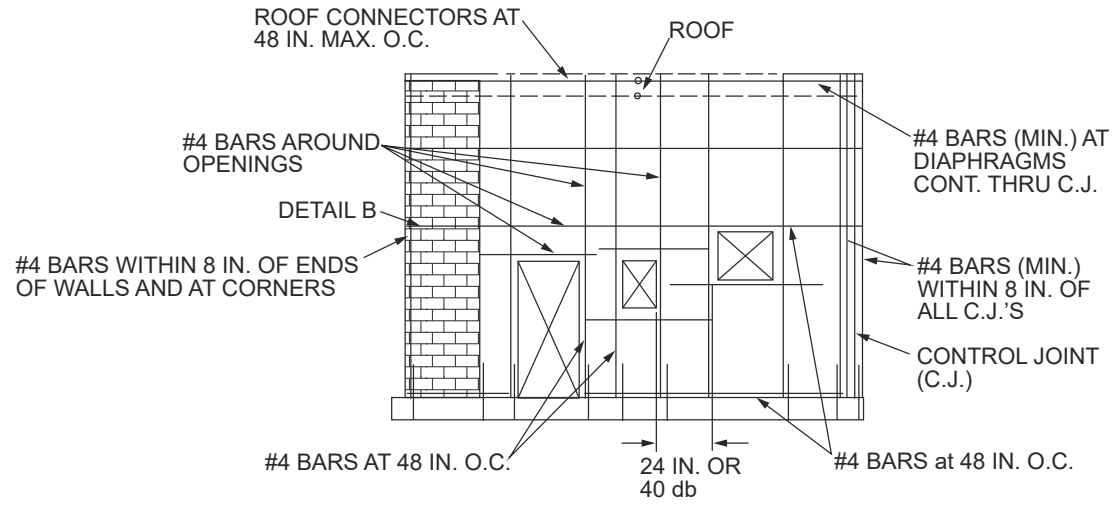 ROOF CONNECTORS AT
48 IN. MAX. O.C.
ROOF
#4 BARS AROUND
OPENINGS
#4 BARS (MIN.) AT
DIAPHRAGMS
CONT. THRU C.J.
DETAIL B
#4 BARS WITHIN 8 IN. OF ENDS
OF WALLS AND AT CORNERS
#4 BARS (MIN.)
WITHIN 8 IN. OF
ALL C.J.'S
CONTROL JOINT
(C.J.)
#4 BARS AT 48 IN. O.C.
24 IN. OR
40 db
#4 BARS at 48 IN. O.C.